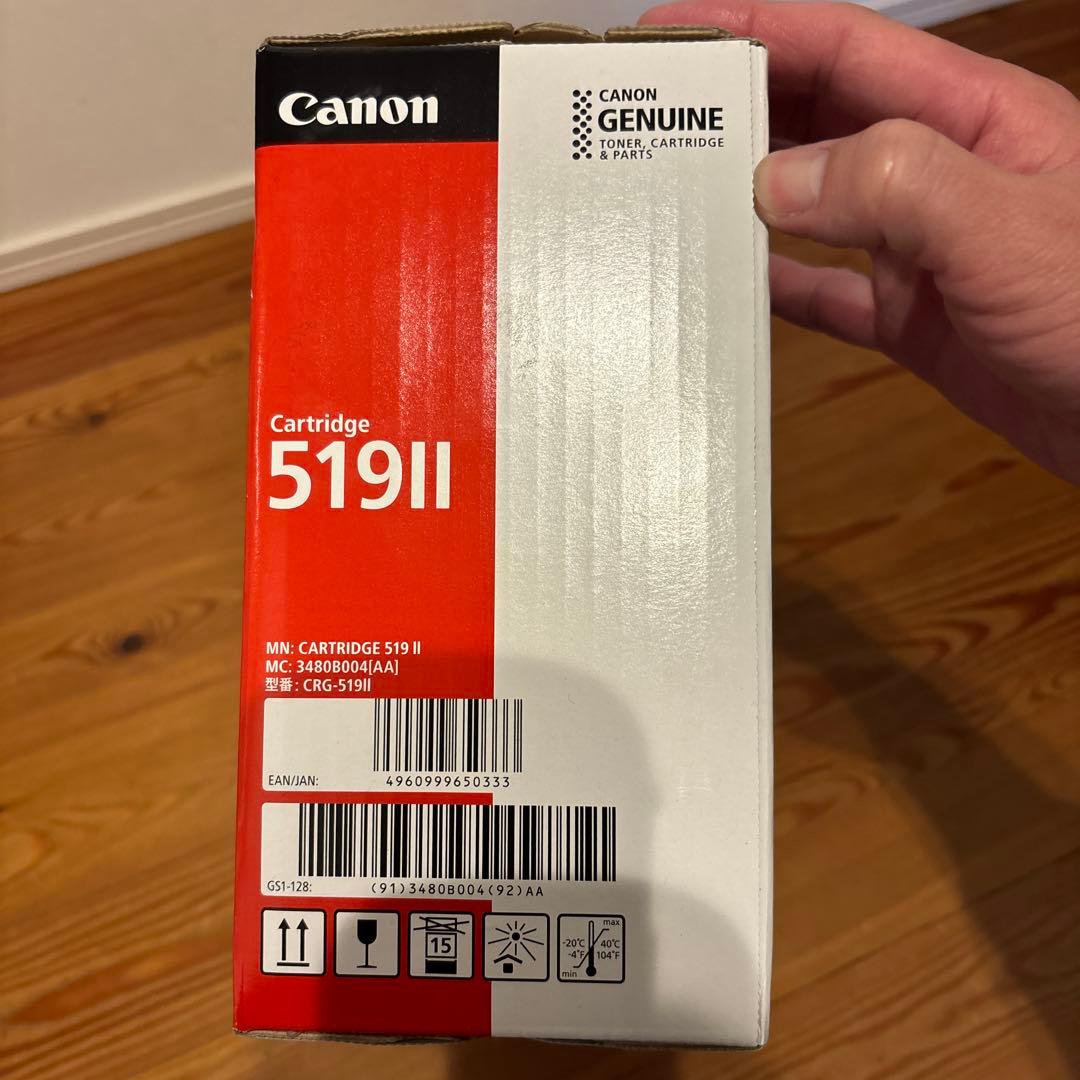 Canon
CANON
GENUINE
TONER, CARTRIDGE
& PARTS
Cartridge
519II
MN: CARTRIDGE 519 II
MC: 3480B004[AA]
型番: CRG-519II
EAN/JAN:
4960999650333
GS1-128:
(91)3480B004(92)AA
15
max
-20℃ 40℃
-4°F 104°F
min